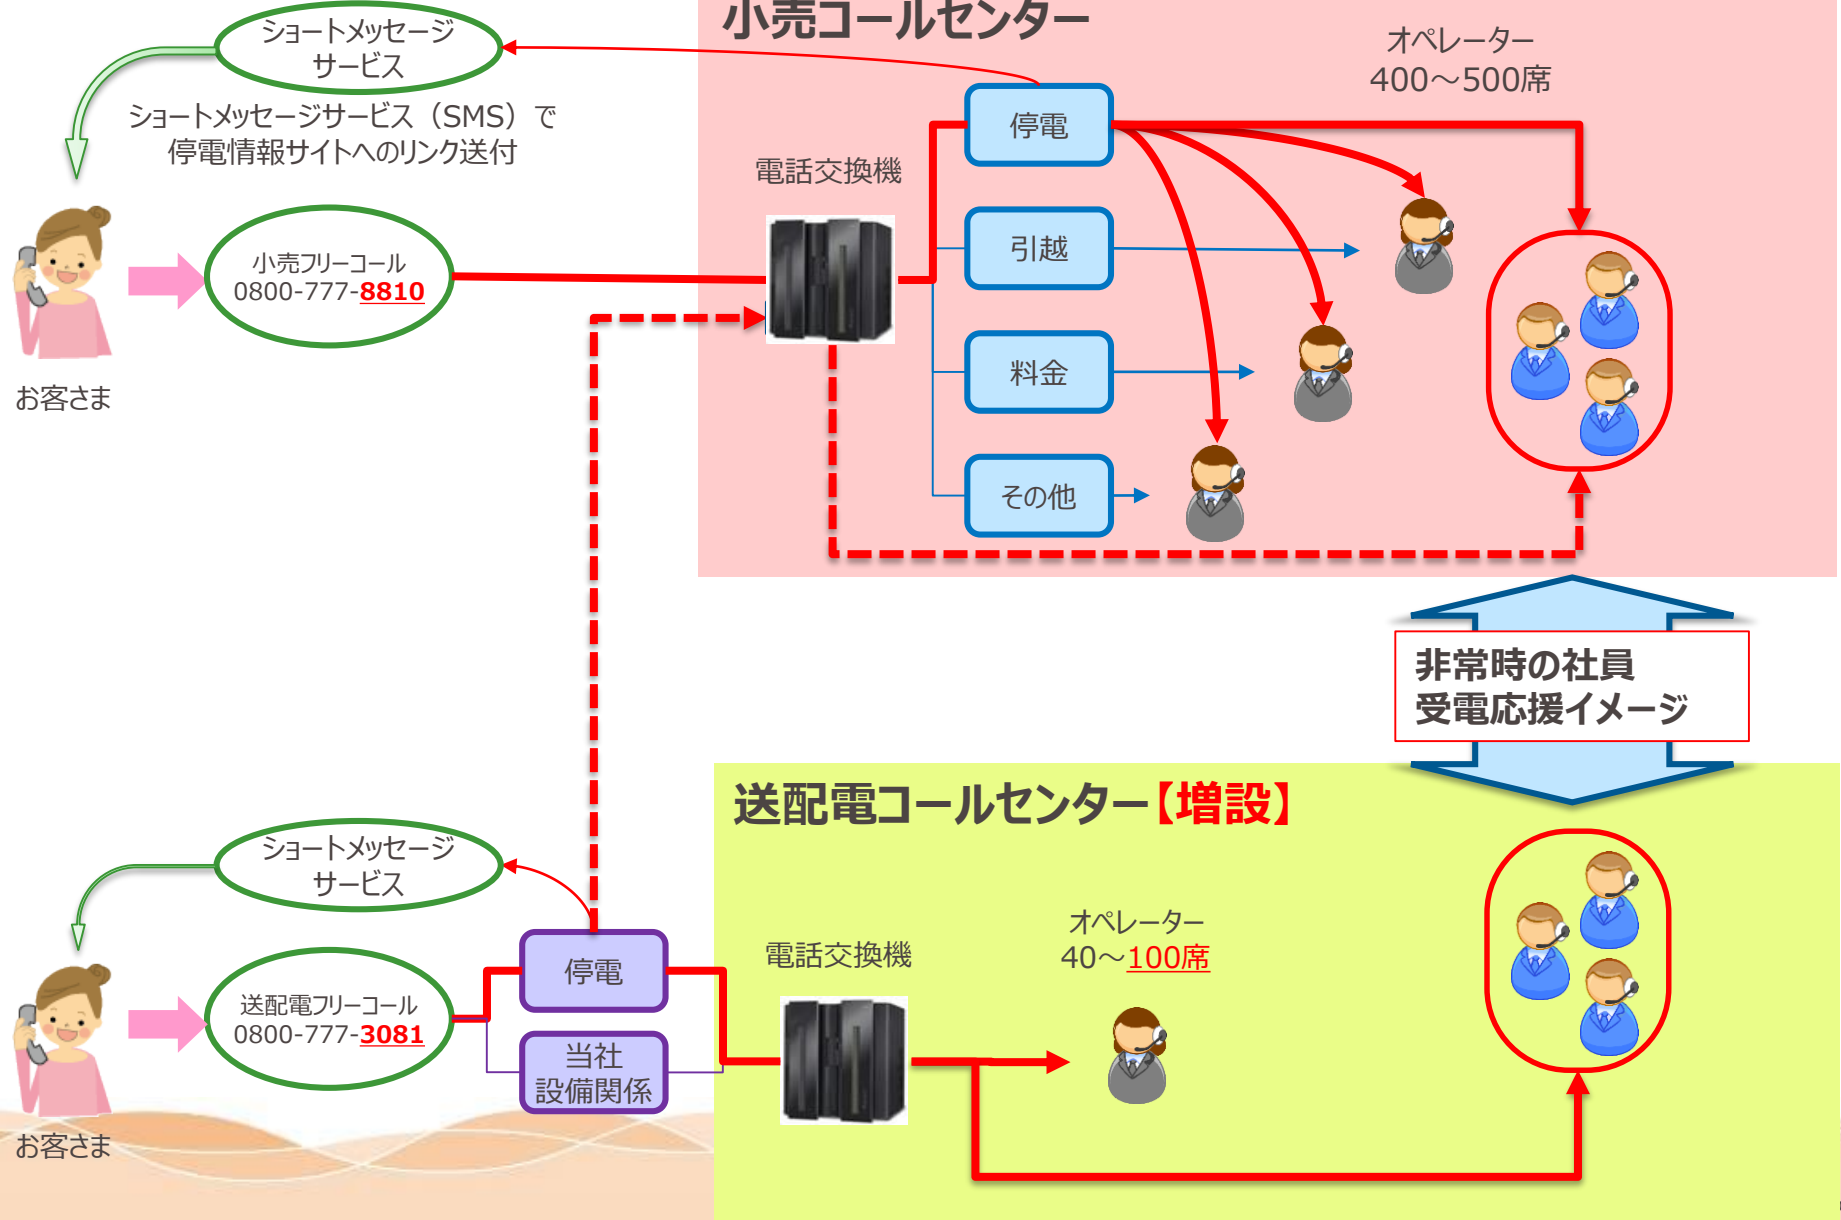 小売コールセンター
オペレーター
400～500席
ショートメッセージ
サービス
ショートメッセージサービス（SMS）で
停電情報サイトへのリンク送付
電話交換機
停電
引越
料金
その他
小売フリーコール
0800-777-8810
お客さま
非常時の社員
受電応援イメージ
送配電コールセンター【増設】
ショートメッセージ
サービス
停電
当社
設備関係
送配電フリーコール
0800-777-3081
お客さま
電話交換機
オペレーター
40～100席